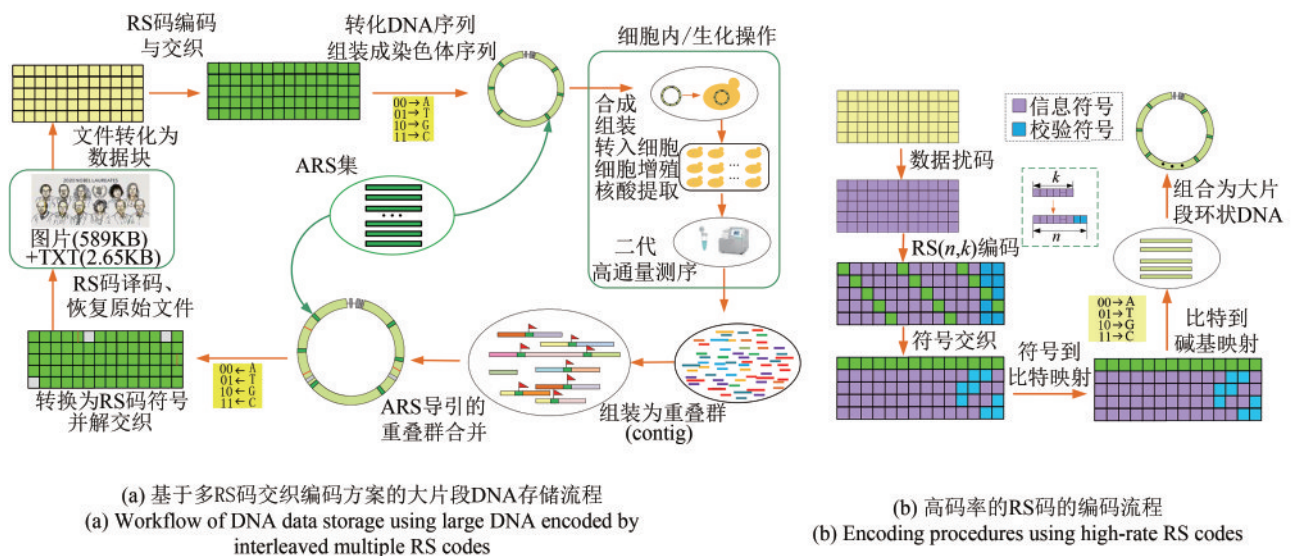 RS码编码
与交织
转化DNA序列
组装成染色体序列
00→A
01→T
10→G
11→C
细胞内/生化操作
合成
组装
转入细胞
细胞增殖
核酸提取
...
...
二代
高通量测序
文件转化为
数据块
ARS集
2020 NOBEL LAUREATES
图片(589KB)
+TXT(2.65KB)
RS码译码、
恢复原始文件
00←A
01←T
10←G
11←C
转换为RS码符号
并解交织
ARS导引的
重叠群合并
组装为重叠群
(contig)
信息符号
校验符号
数据扰码
k
n
组合为大片
段环状DNA
RS(n,k)编码
00→A
01→T
10→G
11→C
比特到
碱基映射
符号交织
符号到
比特映射
(a) 基于多RS码交织编码方案的大片段DNA存储流程
(a) Workflow of DNA data storage using large DNA encoded by
interleaved multiple RS codes
(b) 高码率的RS码的编码流程
(b) Encoding procedures using high-rate RS codes